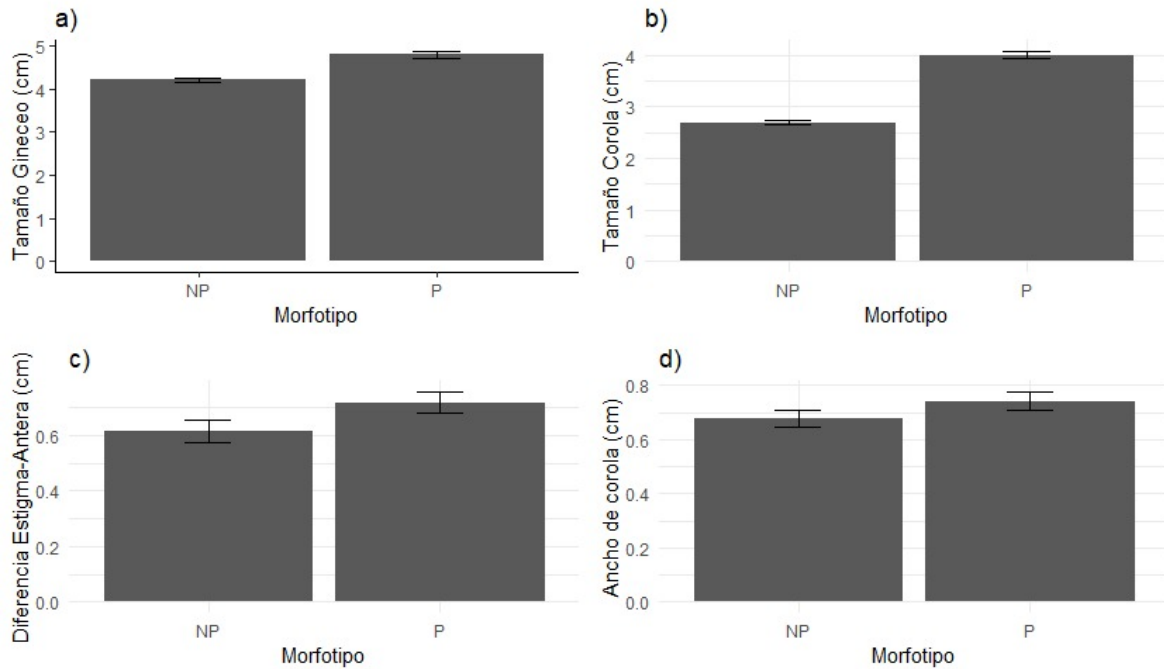 a)
Tamaño Gineceo (cm)
5
4
3
2
1
0
NP
P
Morfotipo
b)
Tamaño Corola (cm)
4
3
2
1
0
NP
P
Morfotipo
c)
Diferencia Estigma-Antera (cm)
0.6
0.4
0.2
0.0
NP
P
Morfotipo
d)
Ancho de corola (cm)
0.8
0.6
0.4
0.2
0.0
NP
P
Morfotipo